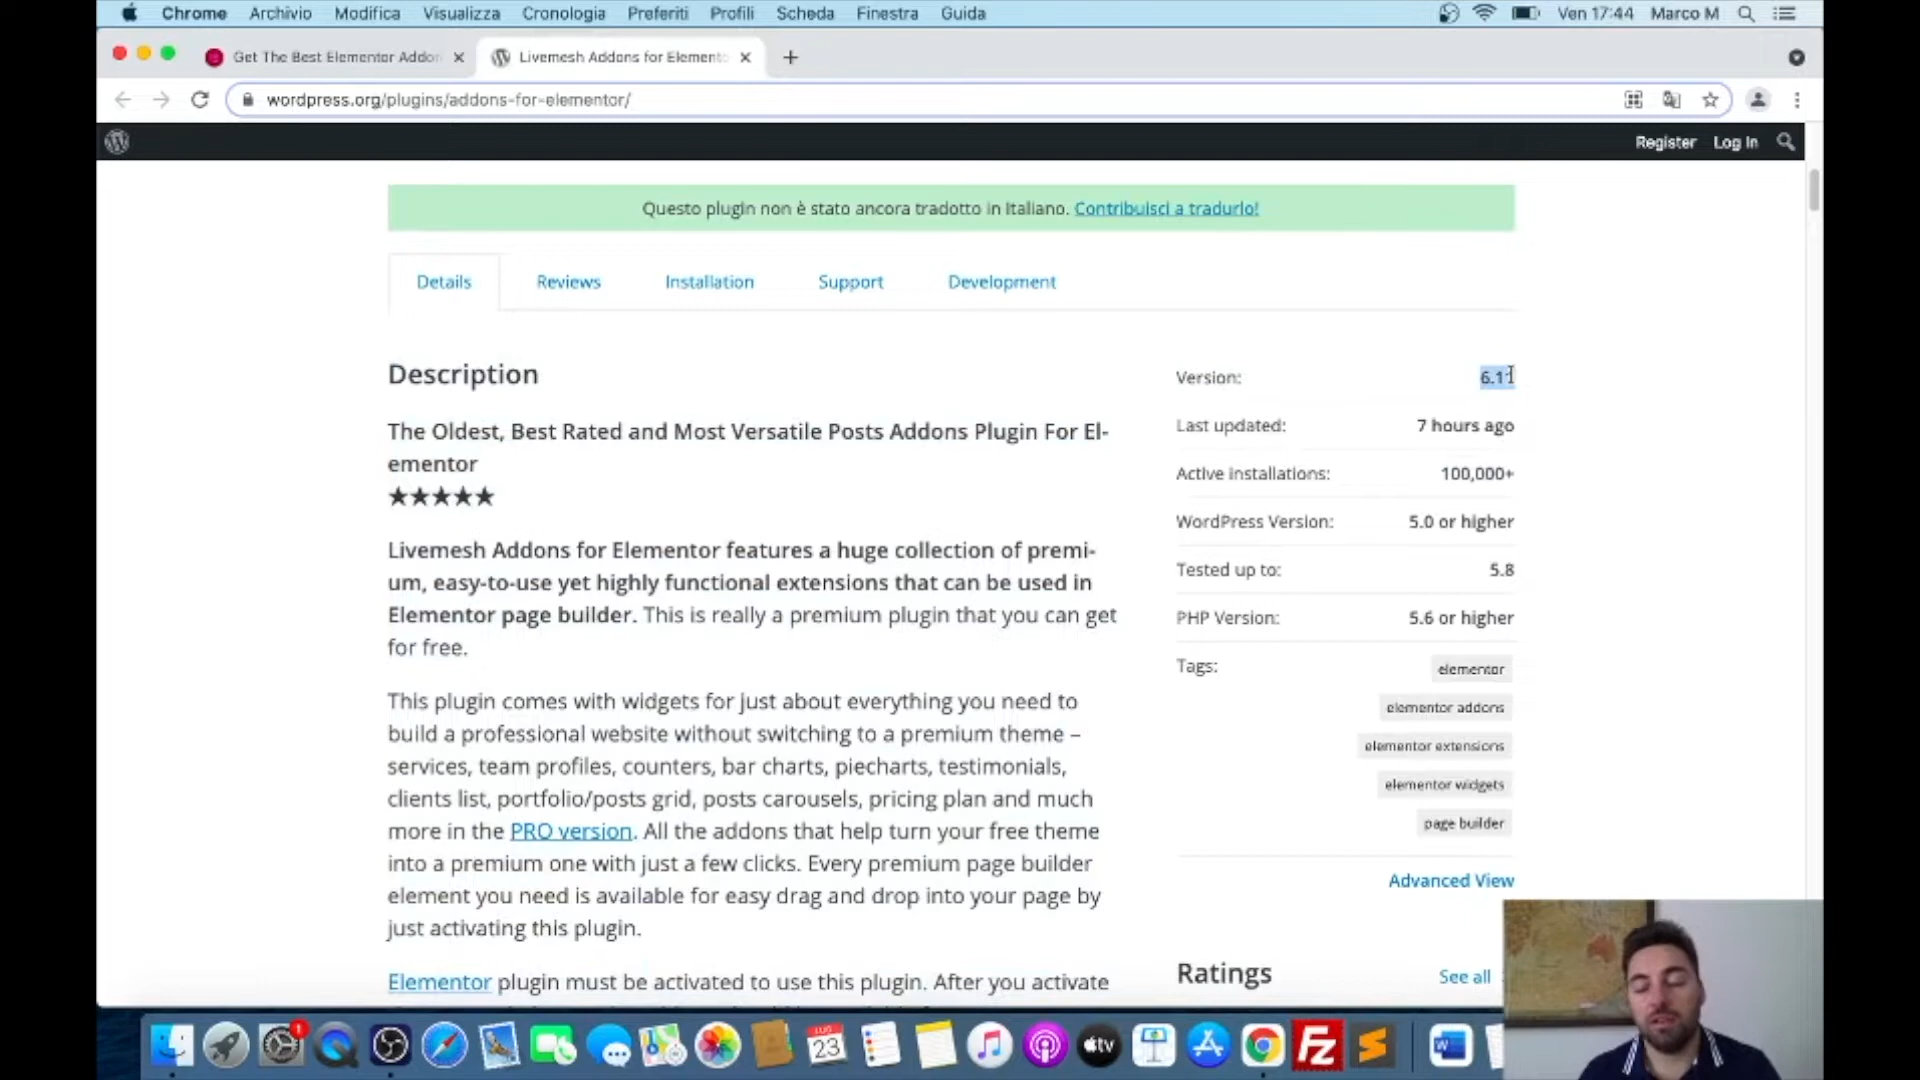 Chrome Archivio Modifica Visualizza Cronologia Preferiti Profili Scheda Finestra Guida Ven 17:44 Marco M
Get The Best Elementor Addon
Livemesh Addons for Elemento
wordpress.org/plugins/addons-for-elementor/
Register Log In
Questo plugin non è stato ancora tradotto in Italiano. Contribuisci a tradurlo!
Details Reviews Installation Support Development
Description
The Oldest, Best Rated and Most Versatile Posts Addons Plugin For El-
ementor
★★★★★
Livemesh Addons for Elementor features a huge collection of premi-
um, easy-to-use yet highly functional extensions that can be used in
Elementor page builder. This is really a premium plugin that you can get
for free.
This plugin comes with widgets for just about everything you need to
build a professional website without switching to a premium theme –
services, team profiles, counters, bar charts, piecharts, testimonials,
clients list, portfolio/posts grid, posts carousels, pricing plan and much
more in the PRO version. All the addons that help turn your free theme
into a premium one with just a few clicks. Every premium page builder
element you need is available for easy drag and drop into your page by
just activating this plugin.
Elementor plugin must be activated to use this plugin. After you activate
Version:
Last updated: 7 hours ago
Active installations: 100,000+
WordPress Version: 5.0 or higher
Tested up to: 5.8
PHP Version: 5.6 or higher
Tags: elementor
elementor addons
elementor extensions
elementor widgets
page builder
Advanced View
Ratings See all
1
LUG
23
tv
Fz
W